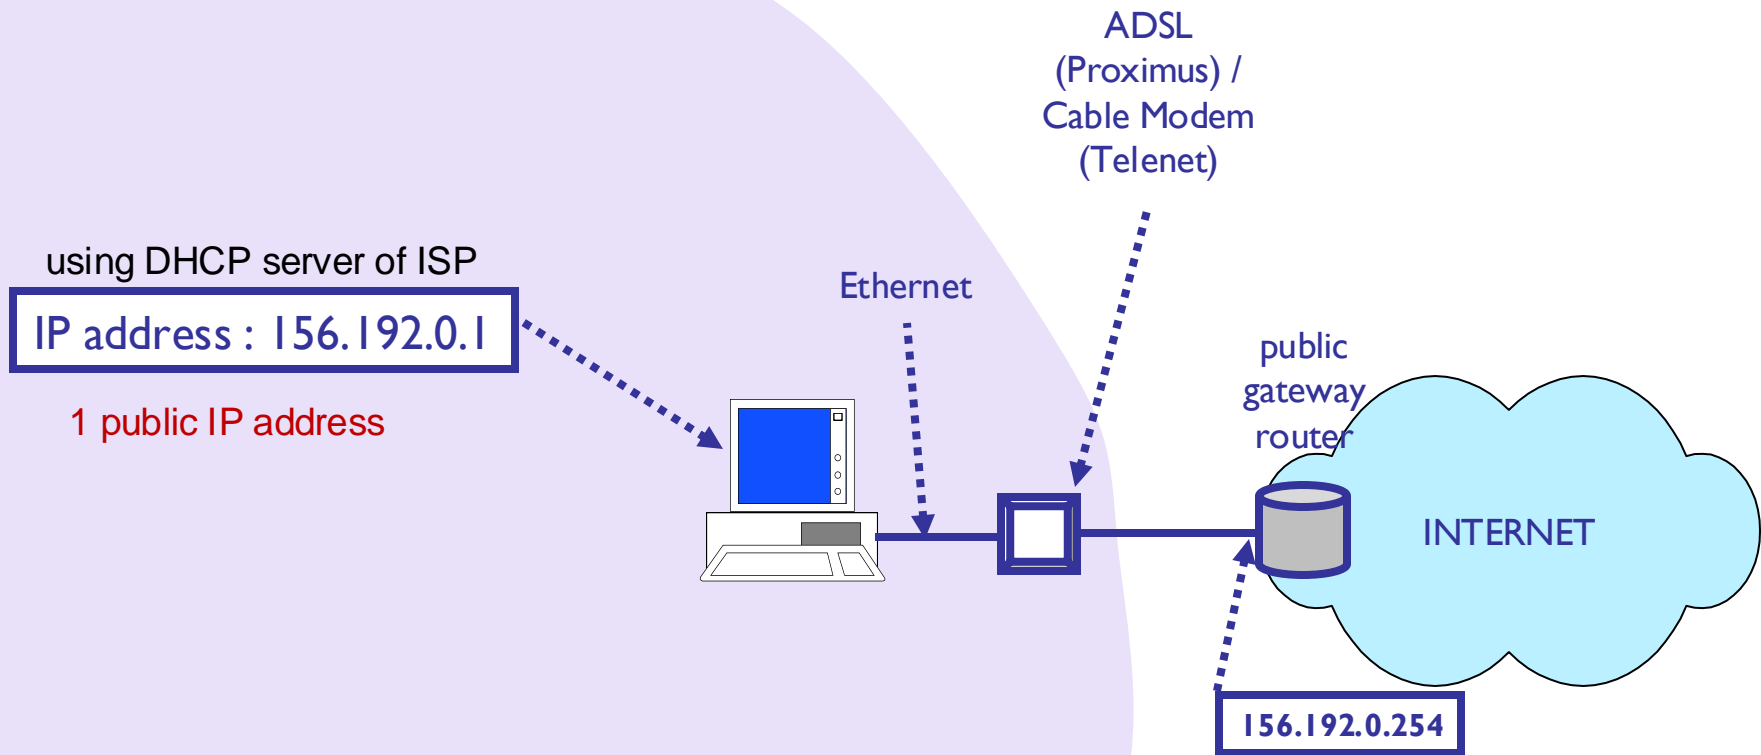 ADSL
(Proximus) /
Cable Modem
(Telenet)
using DHCP server of ISP
IP address : 156.192.0.1
1 public IP address
Ethernet
public
gateway
router
INTERNET
156.192.0.254